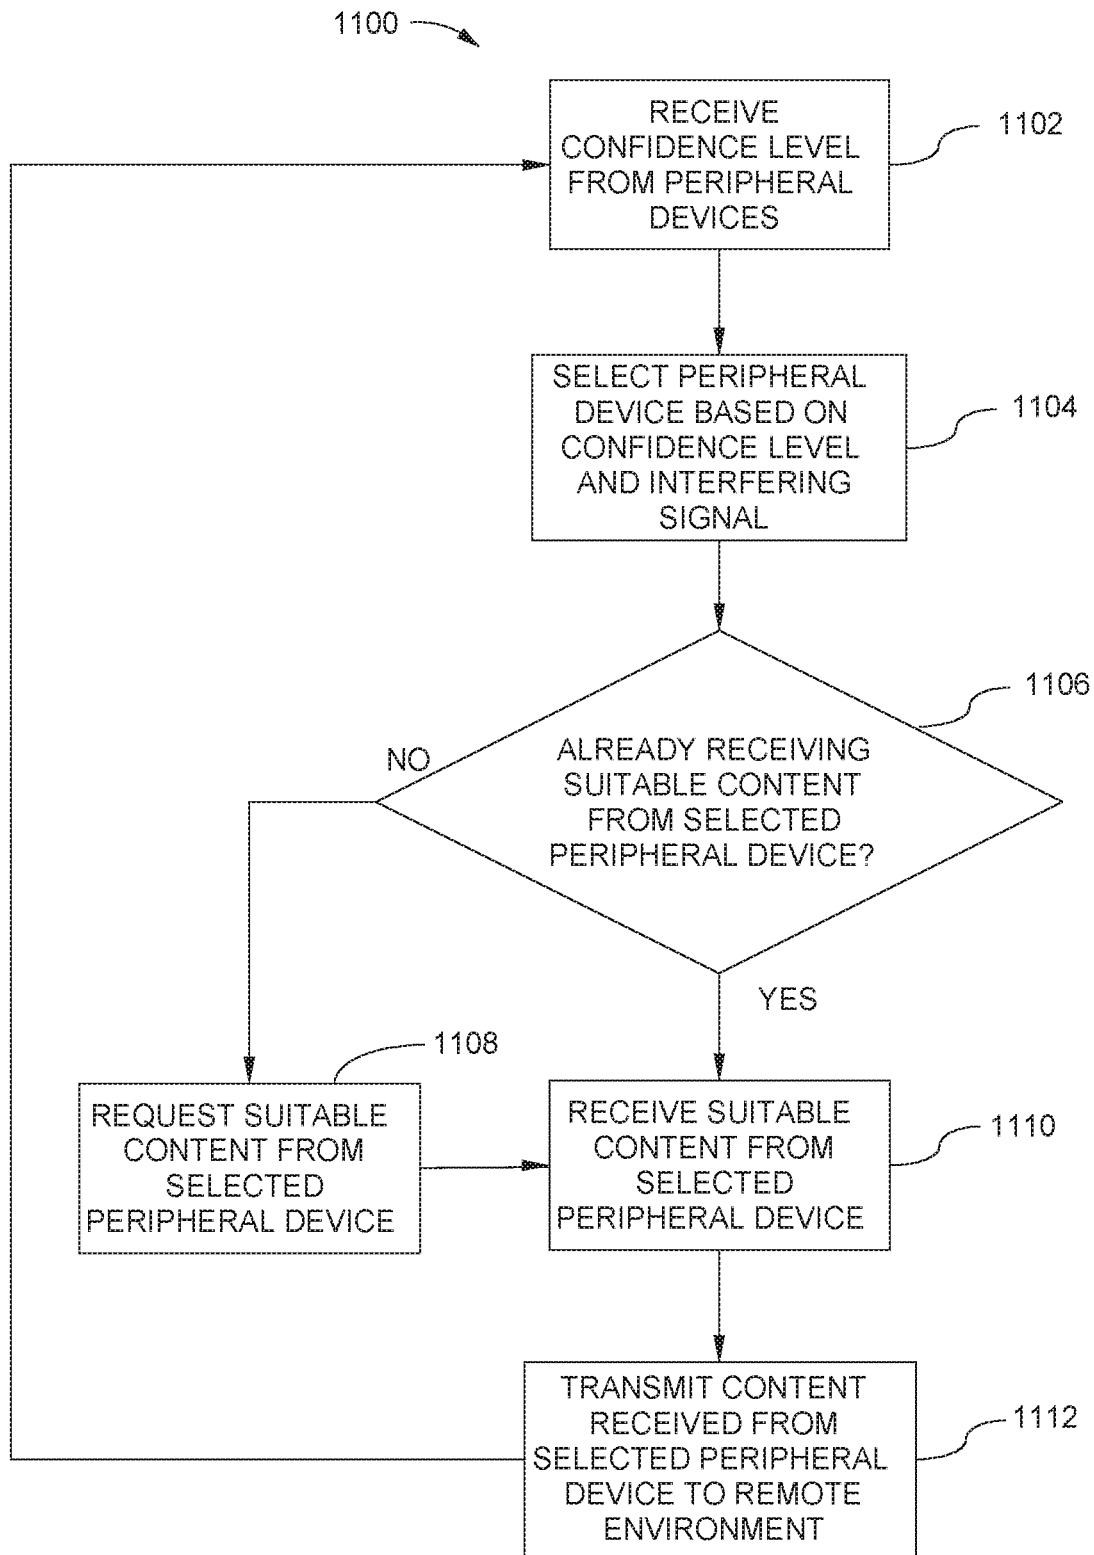 1100
RECEIVE
CONFIDENCE LEVEL
FROM PERIPHERAL
DEVICES
1102
SELECT PERIPHERAL
DEVICE BASED ON
CONFIDENCE LEVEL
AND INTERFERING
SIGNAL
1104
1106
ALREADY RECEIVING
SUITABLE CONTENT
FROM SELECTED
PERIPHERAL DEVICE?
NO
YES
1108
REQUEST SUITABLE
CONTENT FROM
SELECTED
PERIPHERAL DEVICE
RECEIVE SUITABLE
CONTENT FROM
SELECTED
PERIPHERAL DEVICE
1110
TRANSMIT CONTENT
RECEIVED FROM
SELECTED PERIPHERAL
DEVICE TO REMOTE
ENVIRONMENT
1112